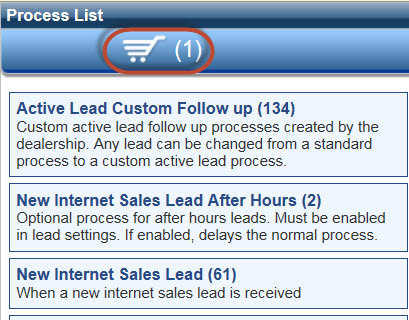 Process List
(1)
Active Lead Custom Follow up (134)
Custom active lead follow up processes created by the
dealership. Any lead can be changed from a standard
process to a custom active lead process.
New Internet Sales Lead After Hours (2)
Optional process for after hours leads. Must be enabled
in lead settings. If enabled, delays the normal process.
New Internet Sales Lead (61)
When a new internet sales lead is received